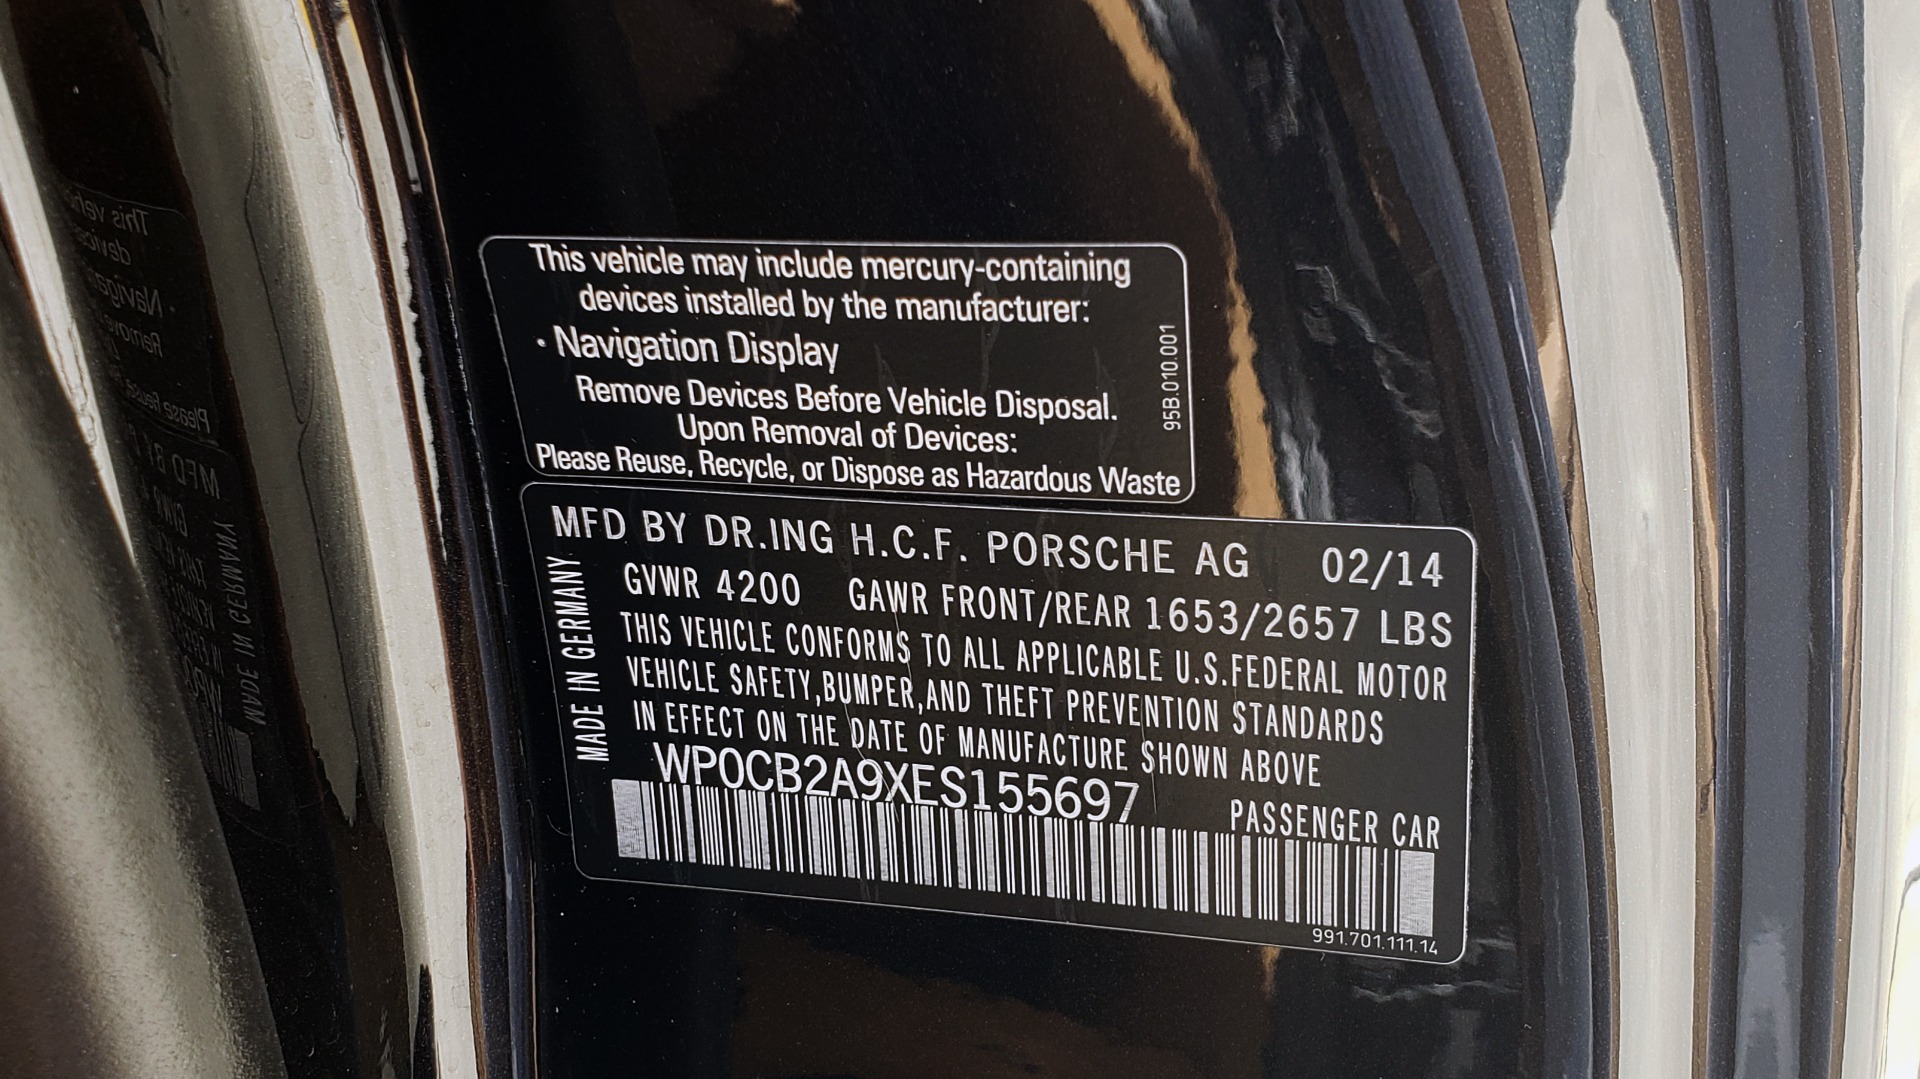 This vehicle may include mercury-containing
devices installed by the manufacturer:
· Navigation Display
Remove Devices Before Vehicle Disposal.
Upon Removal of Devices:
Please Reuse, Recycle, or Dispose as Hazardous Waste
95B.010.001
MFD BY DR.ING H.C.F. PORSCHE AG 02/14
GVWR 4200 GAWR FRONT/REAR 1653/2657 LBS
THIS VEHICLE CONFORMS TO ALL APPLICABLE U.S.FEDERAL MOTOR
VEHICLE SAFETY,BUMPER,AND THEFT PREVENTION STANDARDS
IN EFFECT ON THE DATE OF MANUFACTURE SHOWN ABOVE
WP0CB2A9XES155697
PASSENGER CAR
MADE IN GERMANY
991.701.111.14